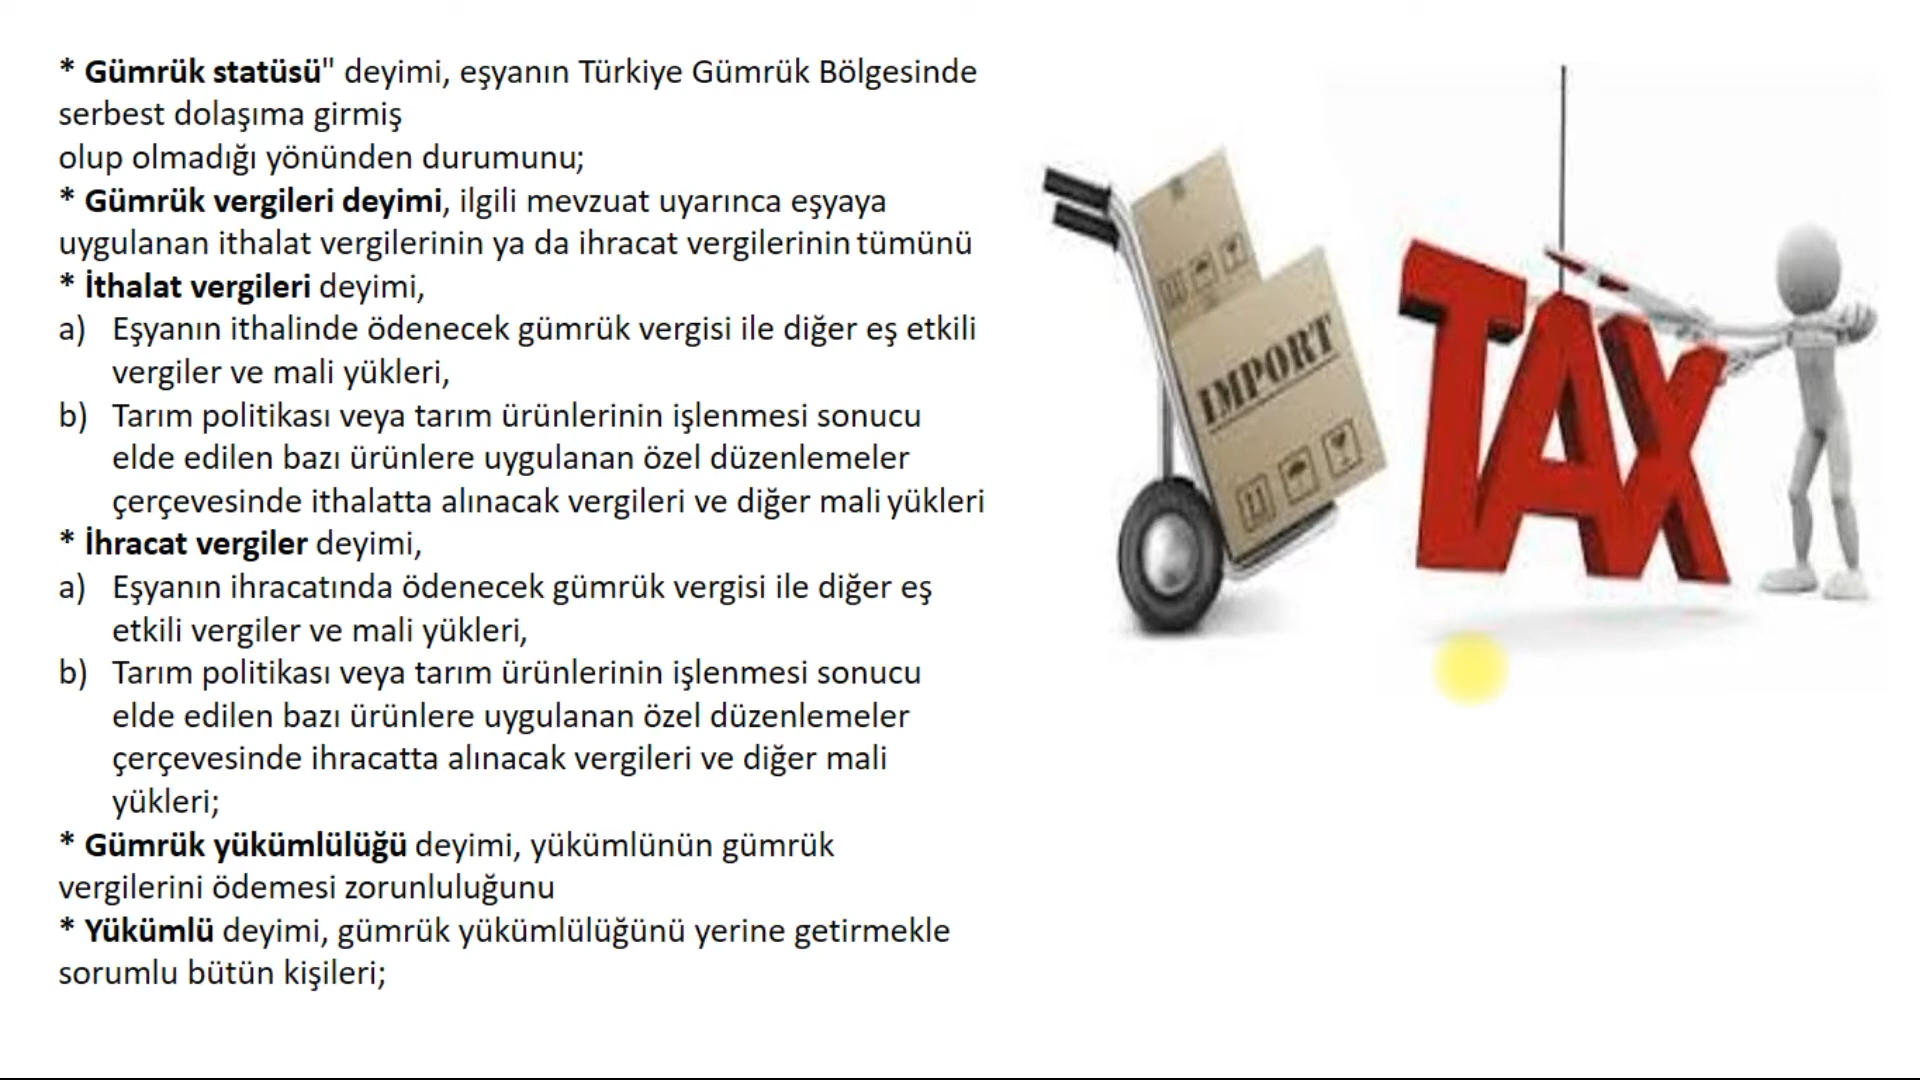 * Gümrük statüsü" deyimi, eşyanın Türkiye Gümrük Bölgesinde
serbest dolaşıma girmiş
olup olmadığı yönünden durumunu;
* Gümrük vergileri deyimi, ilgili mevzuat uyarınca eşyaya
uygulanan ithalat vergilerinin ya da ihracat vergilerinin tümünü
* İthalat vergileri deyimi,
a) Eşyanın ithalinde ödenecek gümrük vergisi ile diğer eş etkili
vergiler ve mali yükleri,
b) Tarım politikası veya tarım ürünlerinin işlenmesi sonucu
elde edilen bazı ürünlere uygulanan özel düzenlemeler
çerçevesinde ithalatta alınacak vergileri ve diğer mali yükleri
* İhracat vergiler deyimi,
a) Eşyanın ihracatında ödenecek gümrük vergisi ile diğer eş
etkili vergiler ve mali yükleri,
b) Tarım politikası veya tarım ürünlerinin işlenmesi sonucu
elde edilen bazı ürünlere uygulanan özel düzenlemeler
çerçevesinde ihracatta alınacak vergileri ve diğer mali
yükleri;
* Gümrük yükümlülüğü deyimi, yükümlünün gümrük
vergilerini ödemesi zorunluluğunu
* Yükümlü deyimi, gümrük yükümlülüğünü yerine getirmekle
sorumlu bütün kişileri;
IMPORT
TAX